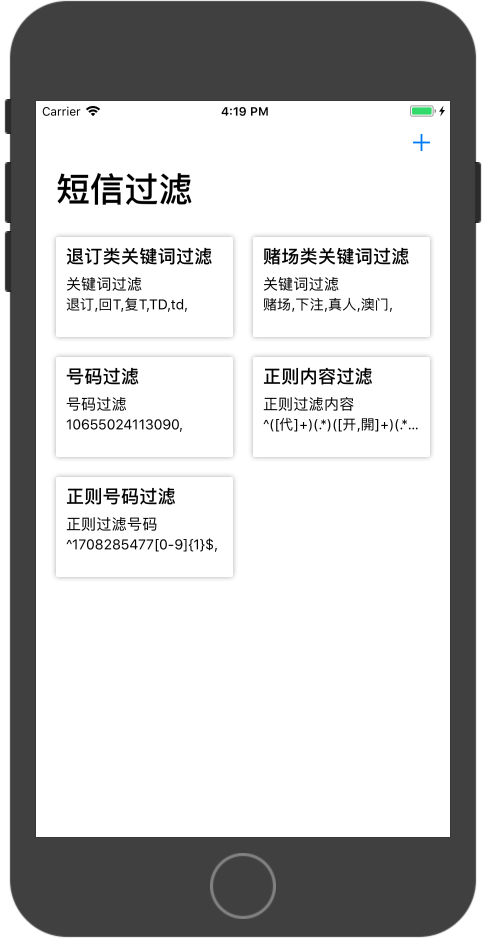 Carrier 4:19 PM
短信过滤
退订类关键词过滤
关键词过滤
退订,回T,复T,TD,td,
赌场类关键词过滤
关键词过滤
赌场,下注,真人,澳门,
号码过滤
号码过滤
10655024113090,
正则内容过滤
正则过滤内容
^([代]+)(.*)([开,開]+)(.*...
正则号码过滤
正则过滤号码
^1708285477[0-9]{1}$,